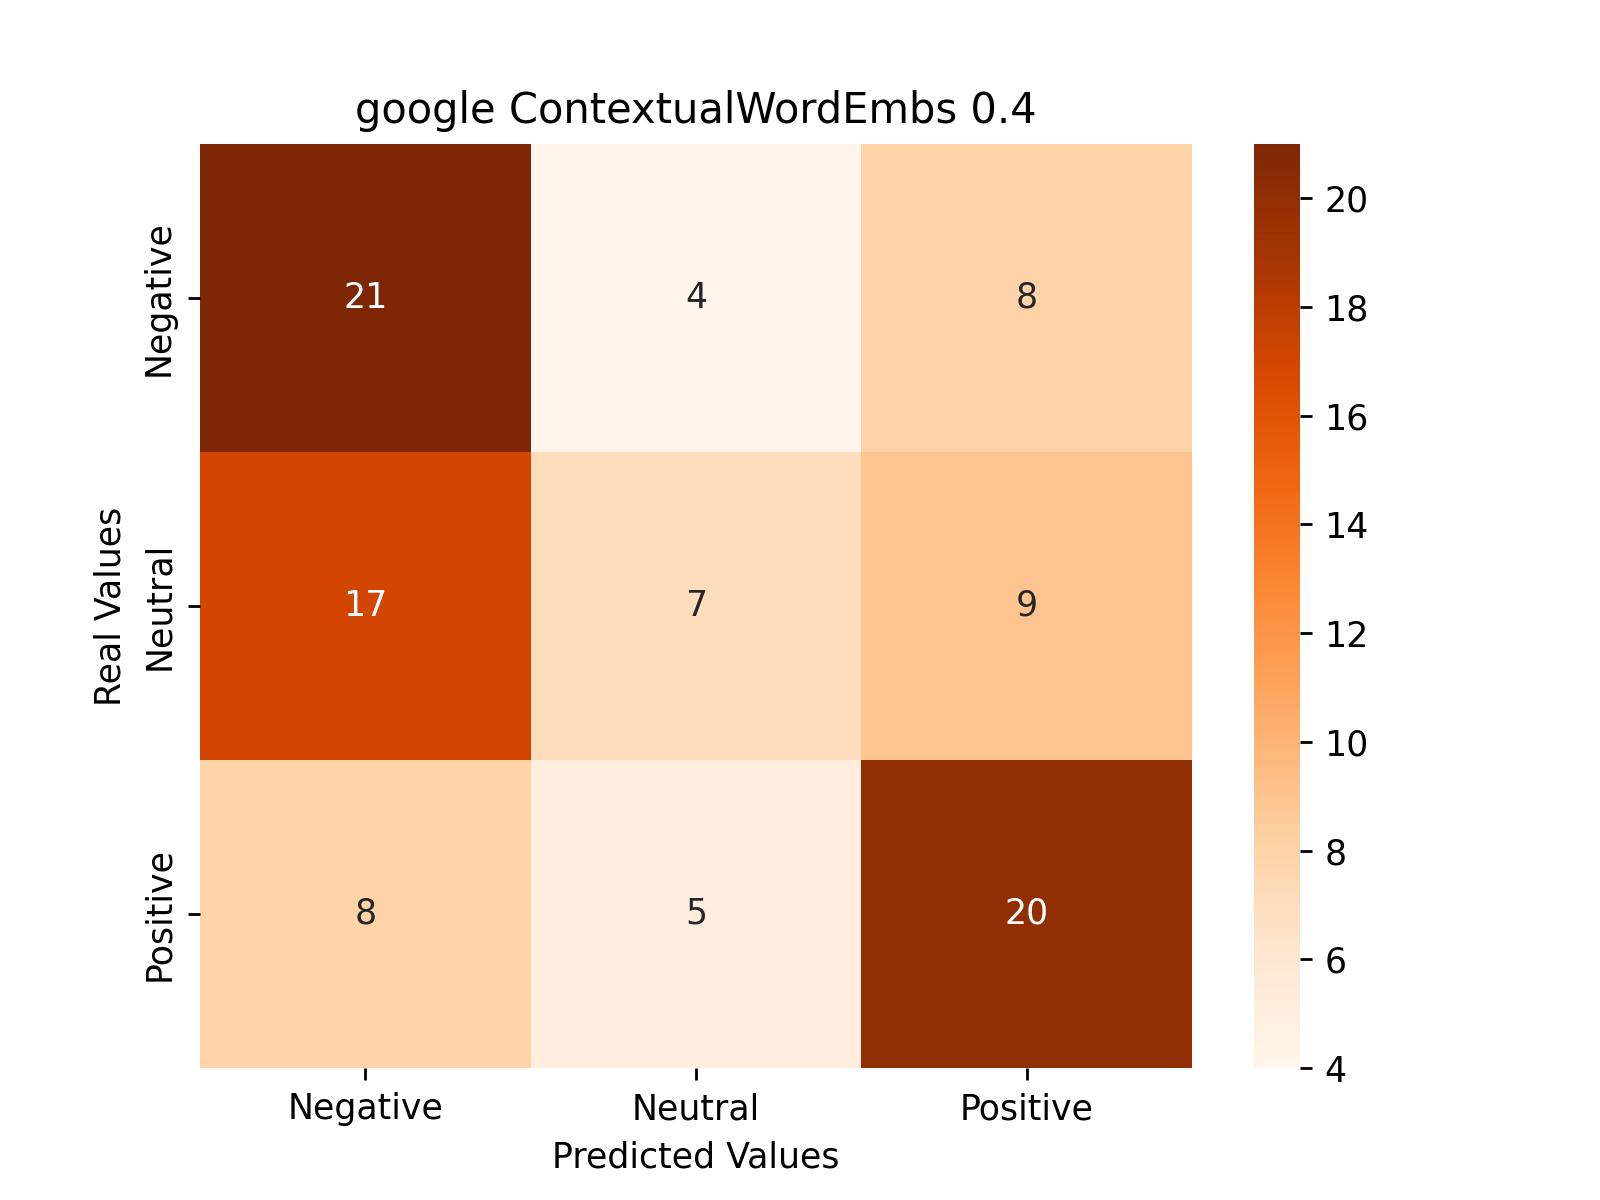 google ContextualWordEmbs 0.4
Real Values
Negative
21 4 8
Neutral
17 7 9
Positive
8 5 20
Negative Neutral Positive
Predicted Values
20
18
16
14
12
10
8
6
4